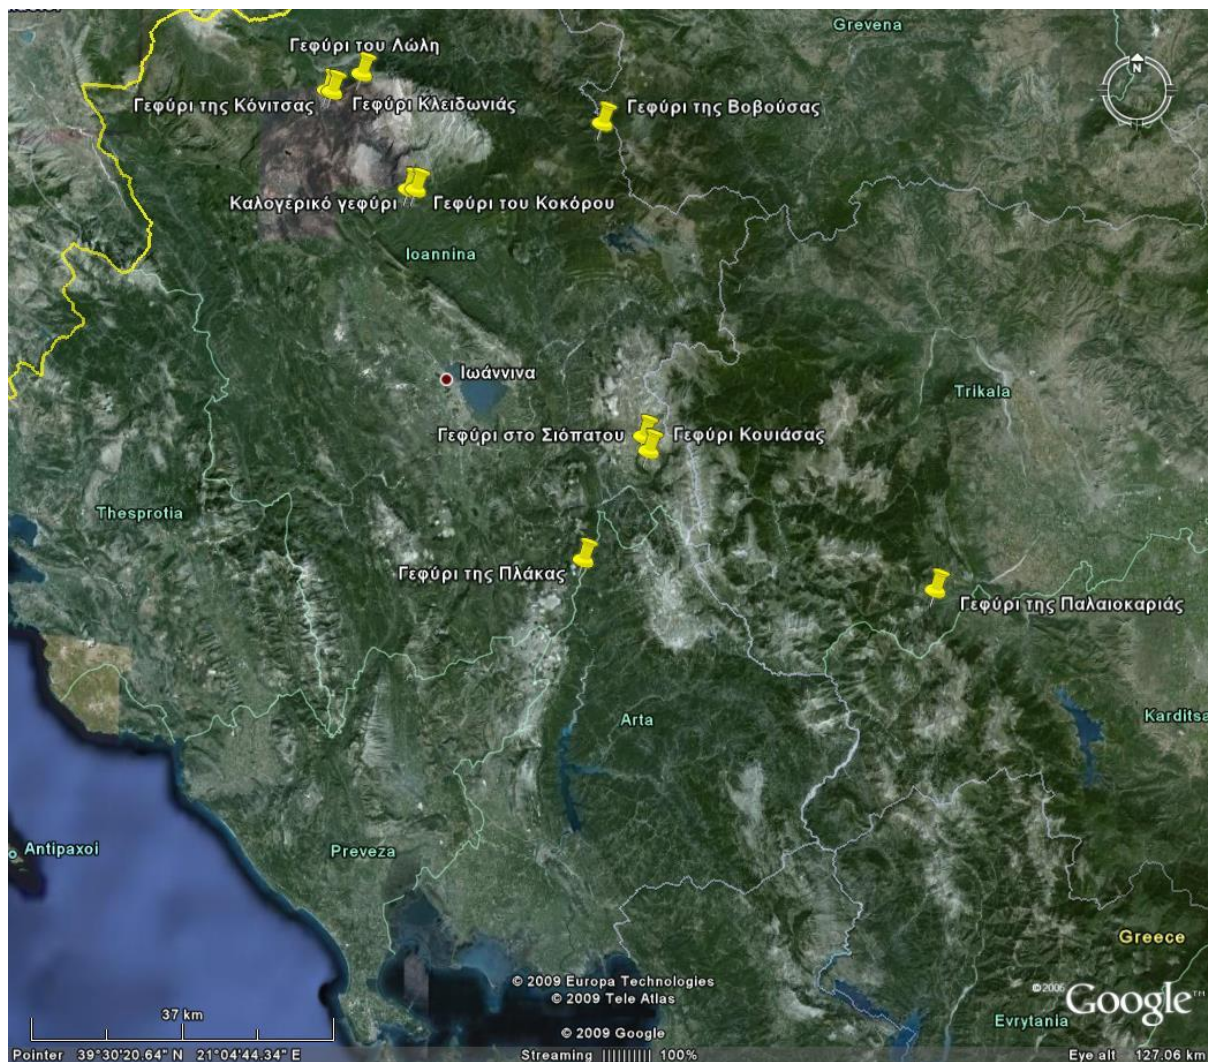 Grevena
Γεφύρι του Λώλη
N
Γεφύρι της Κόνιτσας
Γεφύρι Κλειδωνιάς
Γεφύρι της Βοβούσας
Καλογερικό γεφύρι
Γεφύρι του Κοκόρου
Ioannina
Ιωάννινα
Trikala
Γεφύρι στο Σιόπατου
Γεφύρι Κουιάσας
Thesprotia
Γεφύρι της Πλάκας
Γεφύρι της Παλαιοκαριάς
Arta
Karditsa
Antipaxoi
Preveza
Greece
© 2009 Europa Technologies
© 2009 Tele Atlas
© 2006 Google™
37 km
© 2009 Google
Evrytania
Pointer 39°30'20.64" N 21°04'44.34" E
Streaming |||||||||| 100%
Eye alt 127.06 km